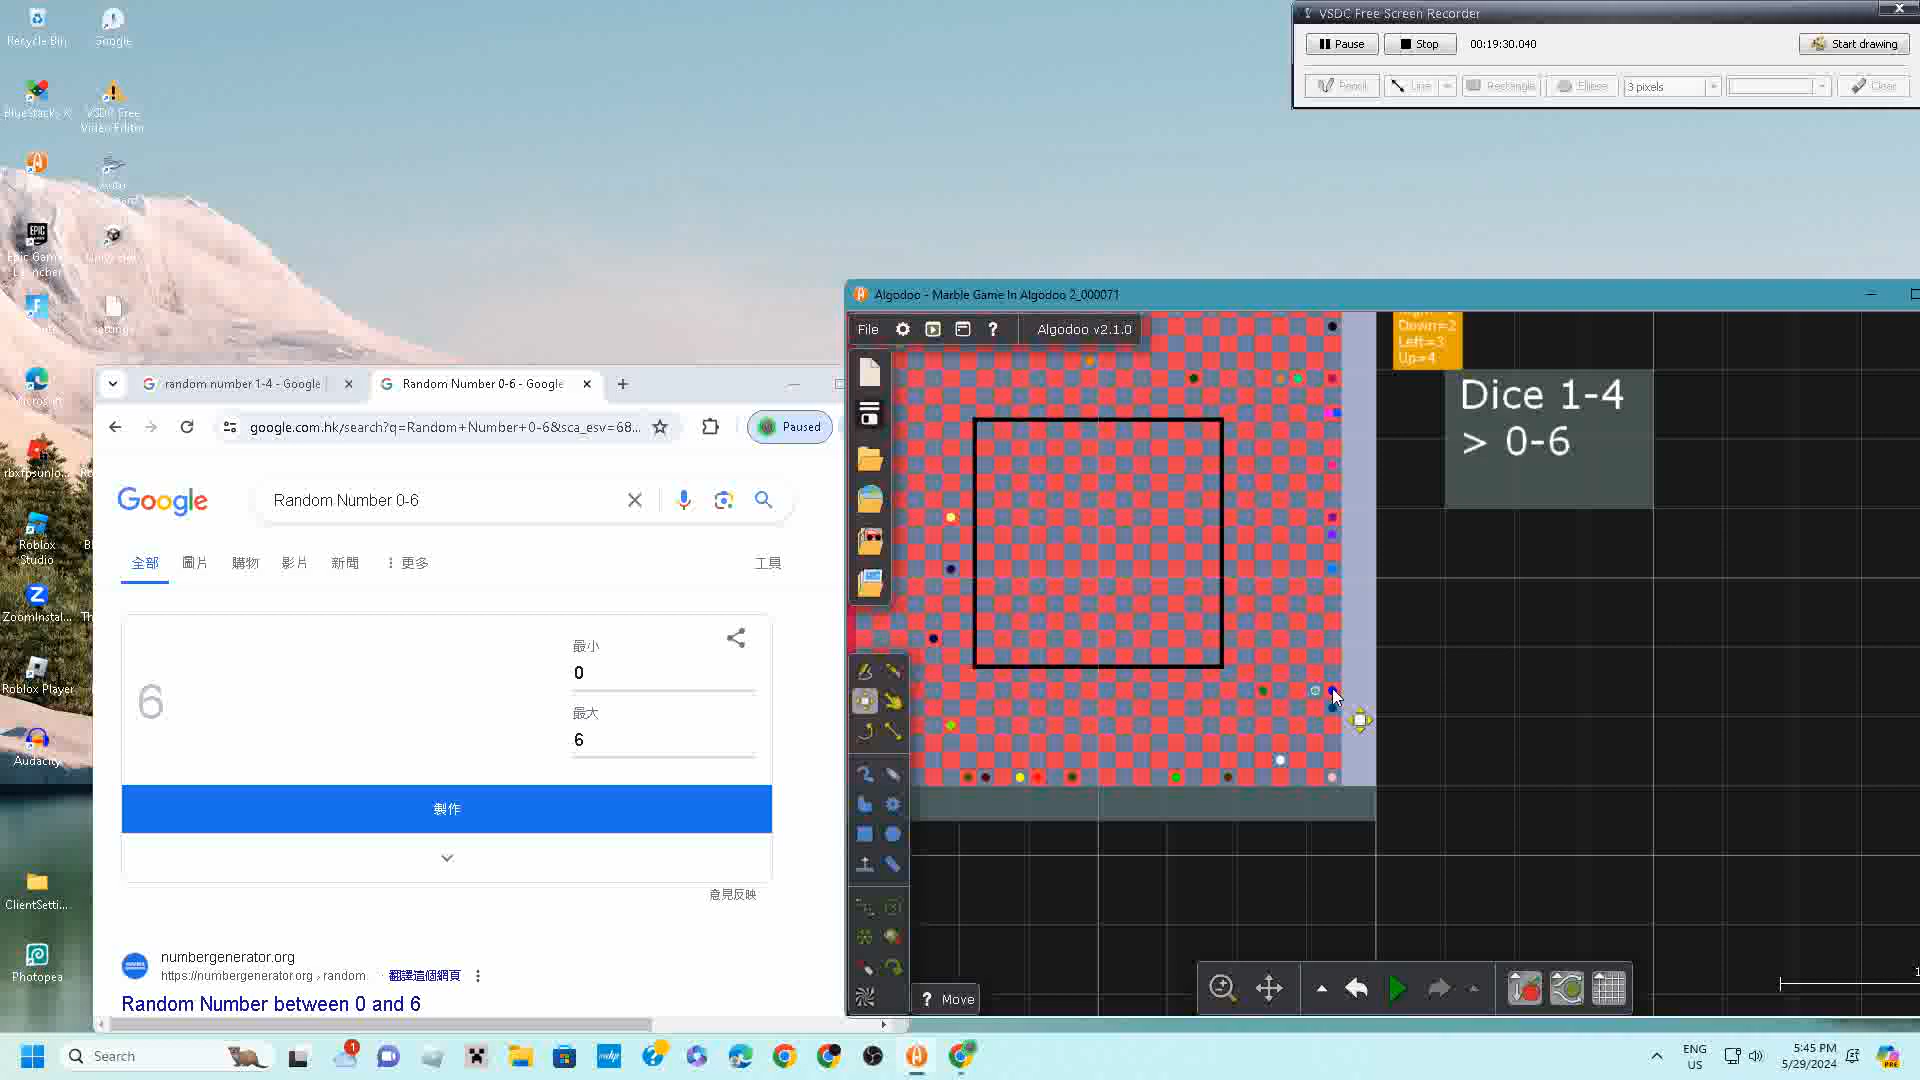 Recycle Bin
Google
VSDC Free Screen Recorder
Pause
Stop
00:19:30.040
Start drawing
Pencil
Line
Rectangle
Ellipse
3 pixels
Clear
VSDC Free
Video Editor
Epic Games
Launcher
settings
Microsoft
rbxfpsunlo...
Roblox
Studio
ZoomInstal...
Roblox Player
Audacity
ClientSetti...
Photopea
Algodoo - Marble Game In Algodoo 2_000071
File
?
Algodoo v2.1.0
Down=2
Left=3
Up=4
Dice 1-4
> 0-6
random number 1-4 - Google
Random Number 0-6 - Google
google.com.hk/search?q=Random+Number+0-6&sca_esv=68...
Paused
Google
Random Number 0-6
全部
圖片
購物
影片
新聞
更多
工具
6
最小
0
最大
6
製作
意見反映
numbergenerator.org
https://numbergenerator.org › random
翻譯這個網頁
Random Number between 0 and 6
? Move
Search
1
ENG
US
5:45 PM
5/29/2024